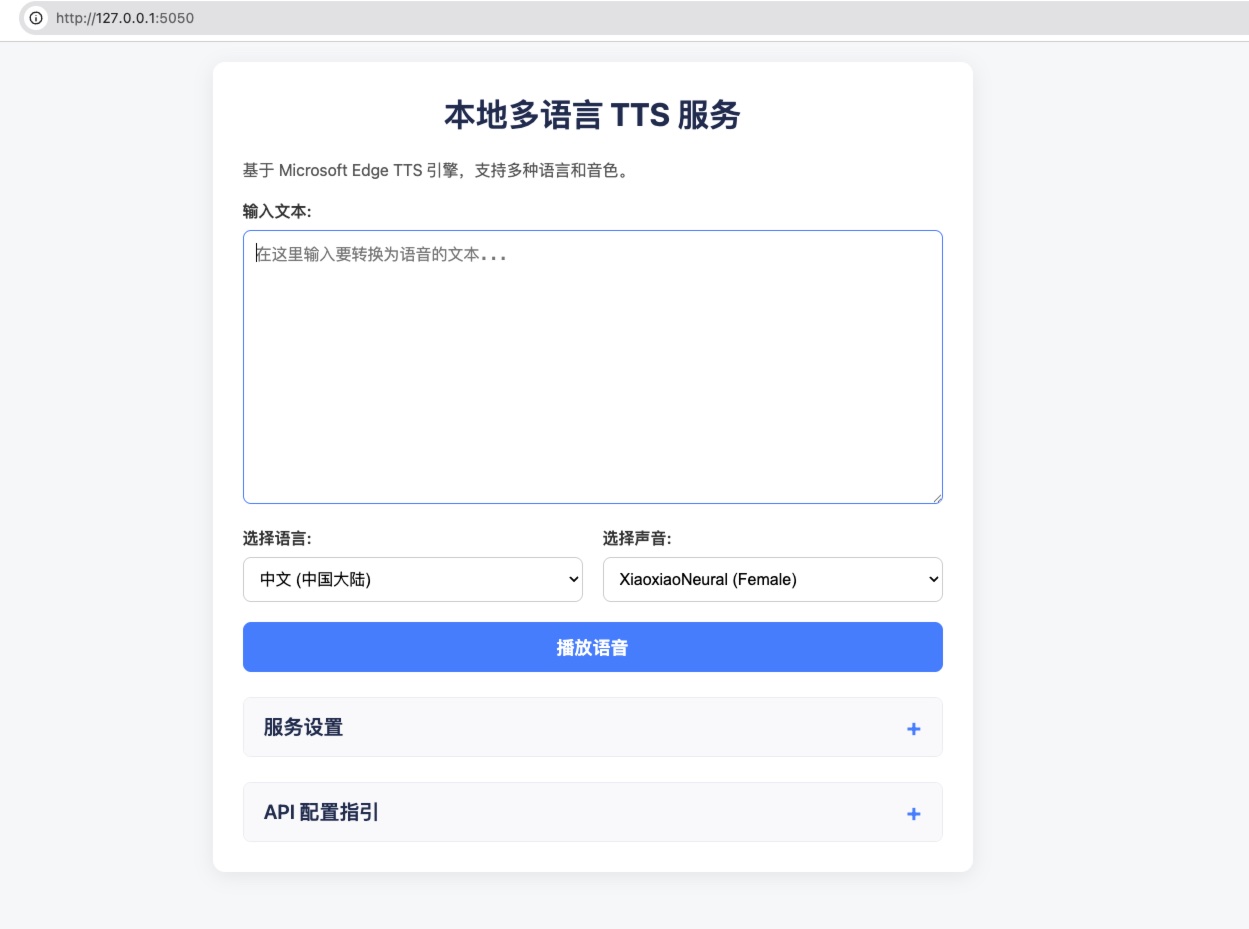 http://127.0.0.1:5050
本地多语言 TTS 服务
基于 Microsoft Edge TTS 引擎，支持多种语言和音色。
输入文本:
在这里输入要转换为语音的文本...
选择语言:
选择声音:
中文 (中国大陆)
XiaoxiaoNeural (Female)
播放语音
服务设置
+
API 配置指引
+